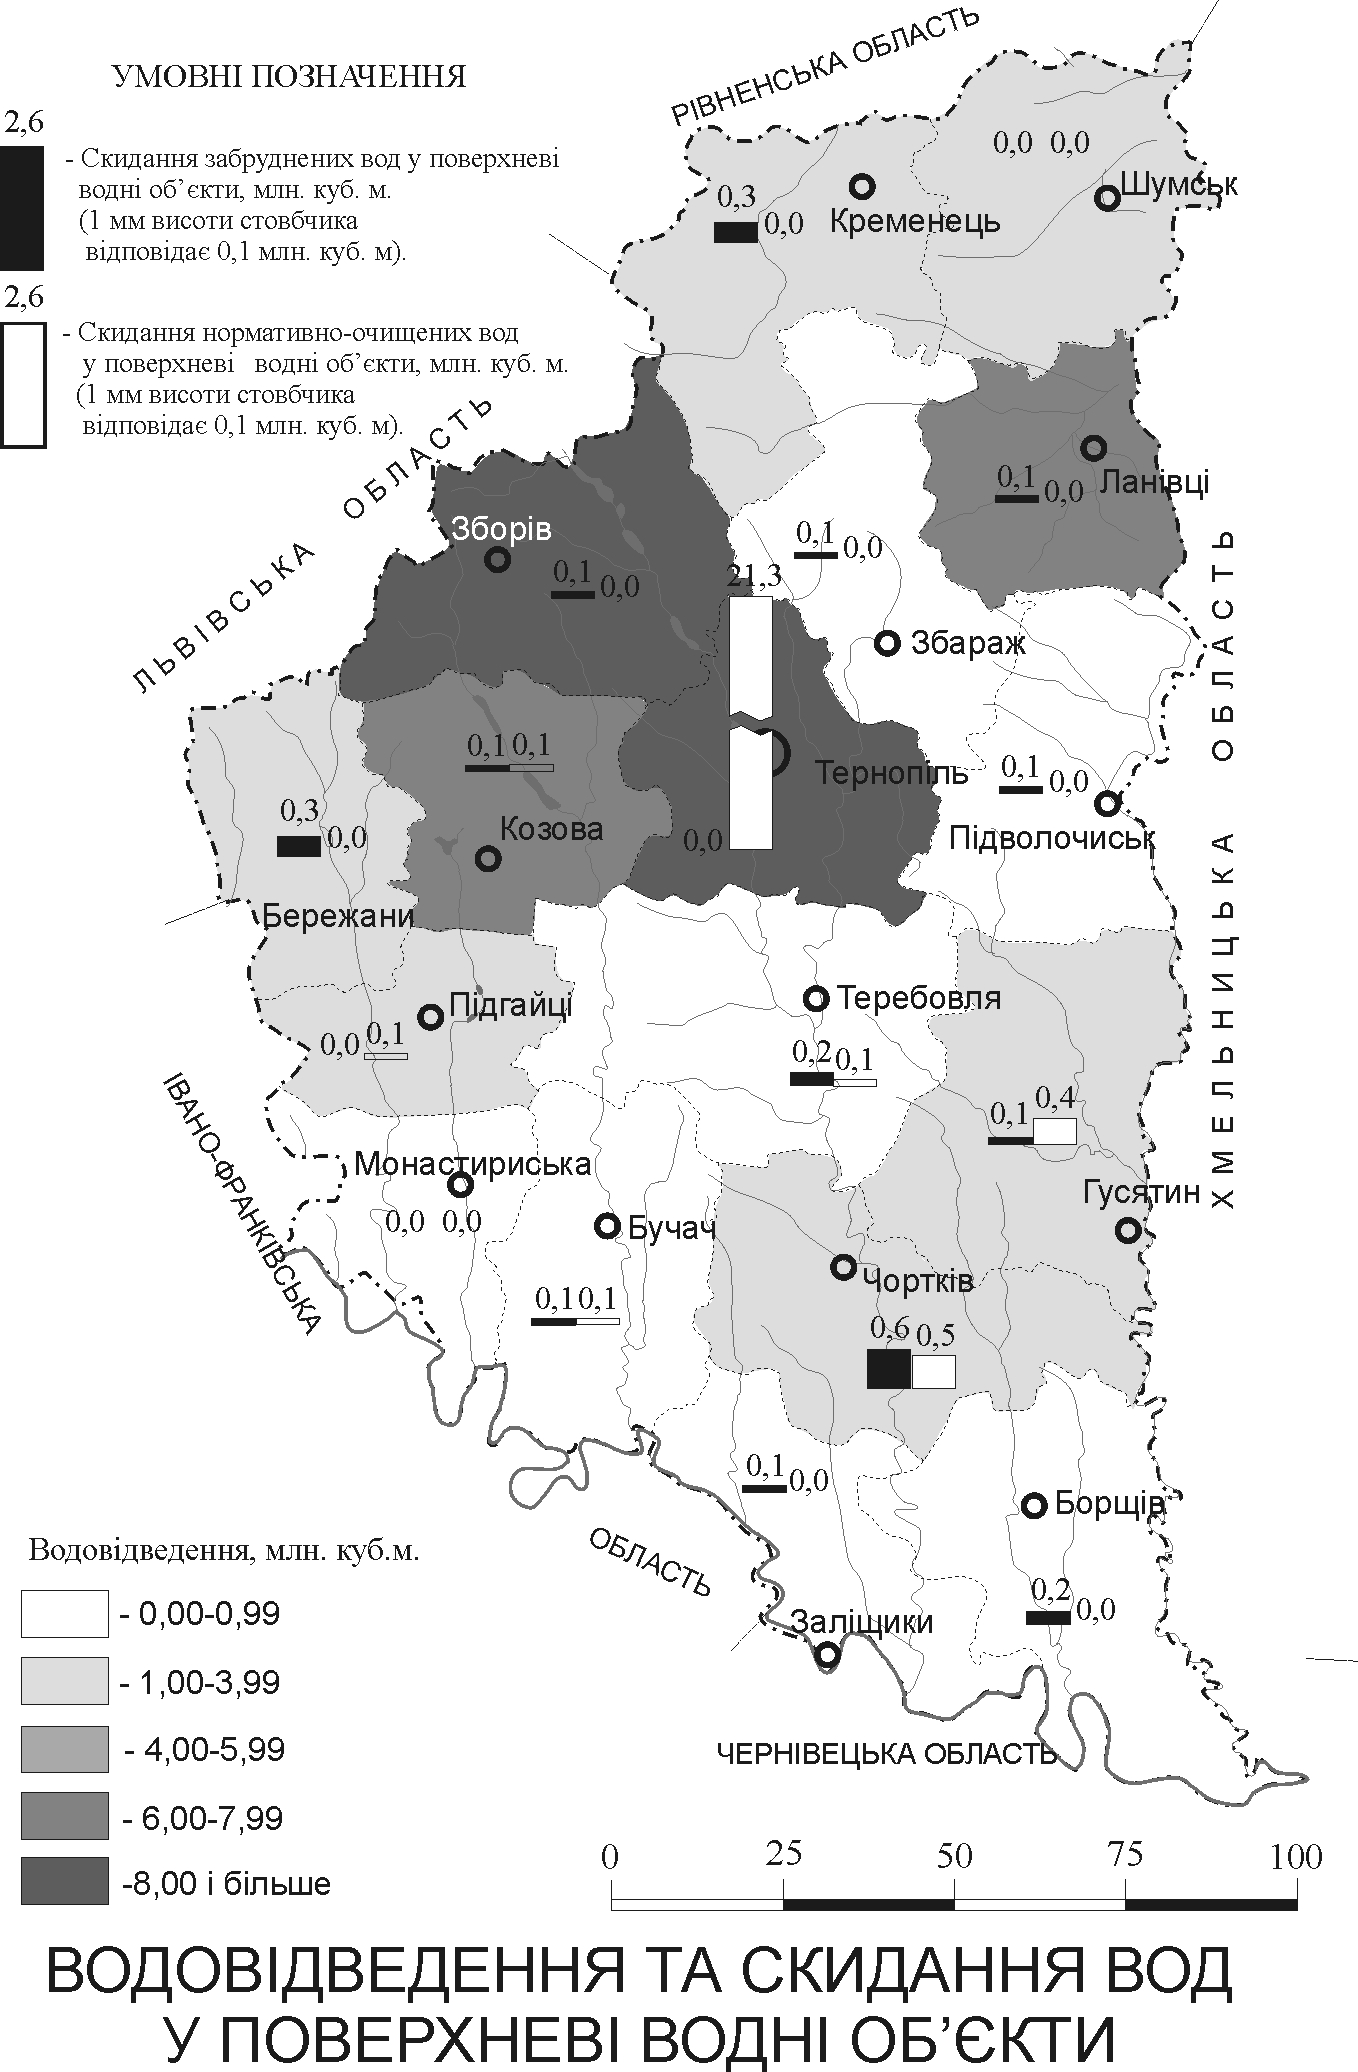 УМОВНІ ПОЗНАЧЕННЯ
2,6
- Скидання забруднених вод у поверхневі
водні об’єкти, млн. куб. м.
(1 мм висоти стовбчика
відповідає 0,1 млн. куб. м).
2,6
- Скидання нормативно-очищених вод
у поверхневі водні об’єкти, млн. куб. м.
(1 мм висоти стовбчика
відповідає 0,1 млн. куб. м).
РІВНЕНСЬКА ОБЛАСТЬ
0,0 0,0
Шумськ
0,3 0,0
Кременець
ЛЬВІВСЬКА ОБЛАСТЬ
0,1 0,0
Ланівці
Зборів
0,1 0,0
0,1 0,0
Збараж
21,3
0,0
Тернопіль
0,1 0,1
Козова
0,1 0,0
Підволочиськ
0,3 0,0
Бережани
ХМЕЛЬНИЦЬКА ОБЛАСТЬ
Підгайці
0,0 0,1
Теребовля
0,2 0,1
0,1 0,4
Гусятин
ІВАНО-ФРАНКІВСЬКА
Монастириська
0,0 0,0
Бучач
0,1 0,1
Чортків
0,6 0,5
0,1 0,0
Борщів
0,2 0,0
ОБЛАСТЬ
Заліщики
ЧЕРНІВЕЦЬКА ОБЛАСТЬ
Водовідведення, млн. куб.м.
- 0,00-0,99
- 1,00-3,99
- 4,00-5,99
- 6,00-7,99
-8,00 і більше
0 25 50 75 100
ВОДОВІДВЕДЕННЯ ТА СКИДАННЯ ВОД
У ПОВЕРХНЕВІ ВОДНІ ОБ’ЄКТИ